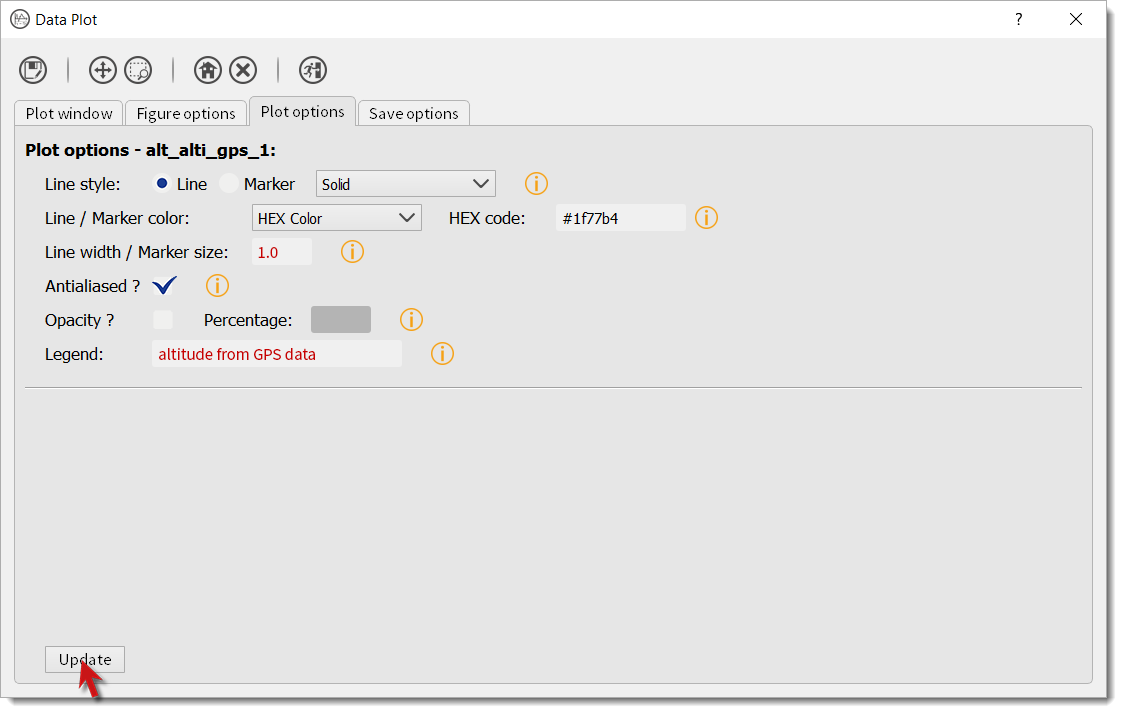 Data Plot ?
Plot window Figure options Plot options Save options
Plot options - alt_alti_gps_1:
Line style: Line Marker Solid
Line / Marker color: HEX Color HEX code: #1f77b4
Line width / Marker size: 1.0
Antialiased ?
Opacity ? Percentage:
Legend: altitude from GPS data
Update